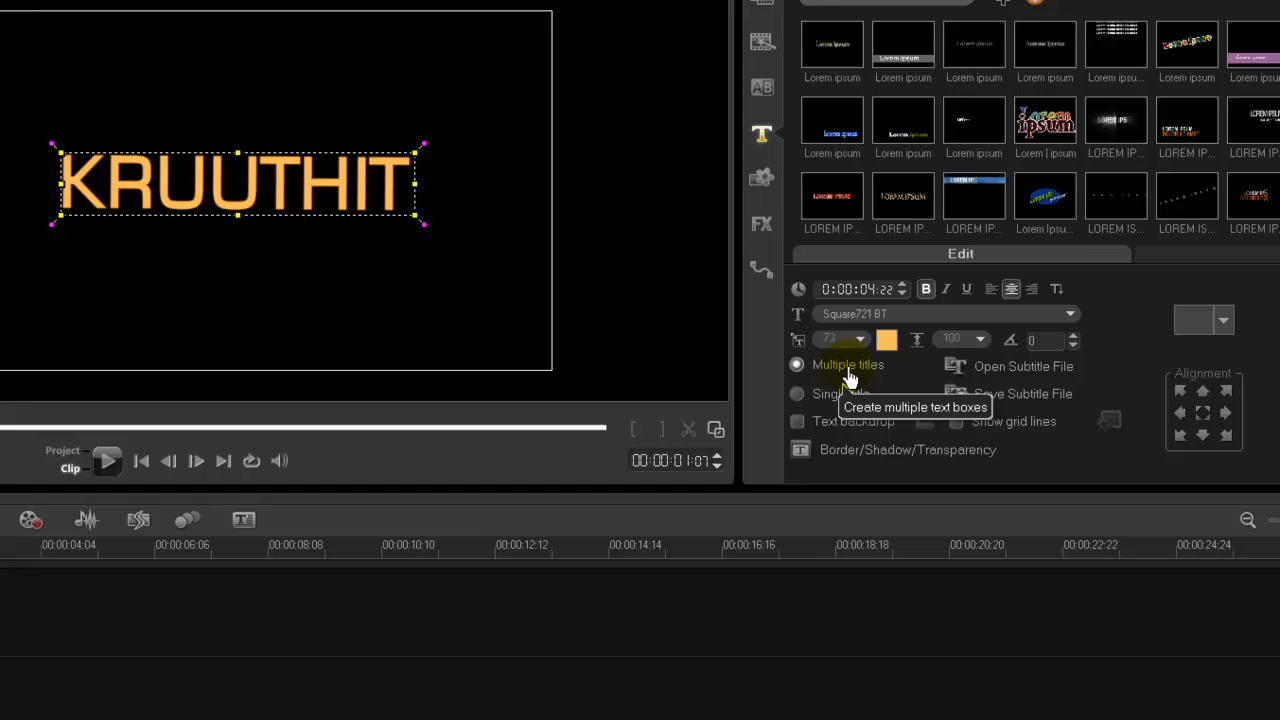 KRUUTHIT
Lorem ipsum Lorem ipsum Lorem ipsum Lorem ipsum Lorem ipsu... Lorem ipsum Lorem ipsum
Lorem ipsum Lorem ipsum Lorem ipsum Lorem | ipsum LOREM IP... LOREM IP... LOREM IP...
LOREM IP... LOREM IP... LOREM IP... Lorem Ipsu... LOREM IS... LOREM IS... LOREM IP...
Edit
0:00:04:22 B I U
Square721 BT
73 100 0
Multiple titles Open Subtitle File
Save Subtitle File
Create multiple text boxes
Text backdrop Show grid lines
Border/Shadow/Transparency
Alignment
AB
T
FX
Project
Clip
00:00:01:07
00:00:04:04 00:00:06:06 00:00:08:08 00:00:10:10 00:00:12:12 00:00:14:14 00:00:16:16 00:00:18:18 00:00:20:20 00:00:22:22 00:00:24:24